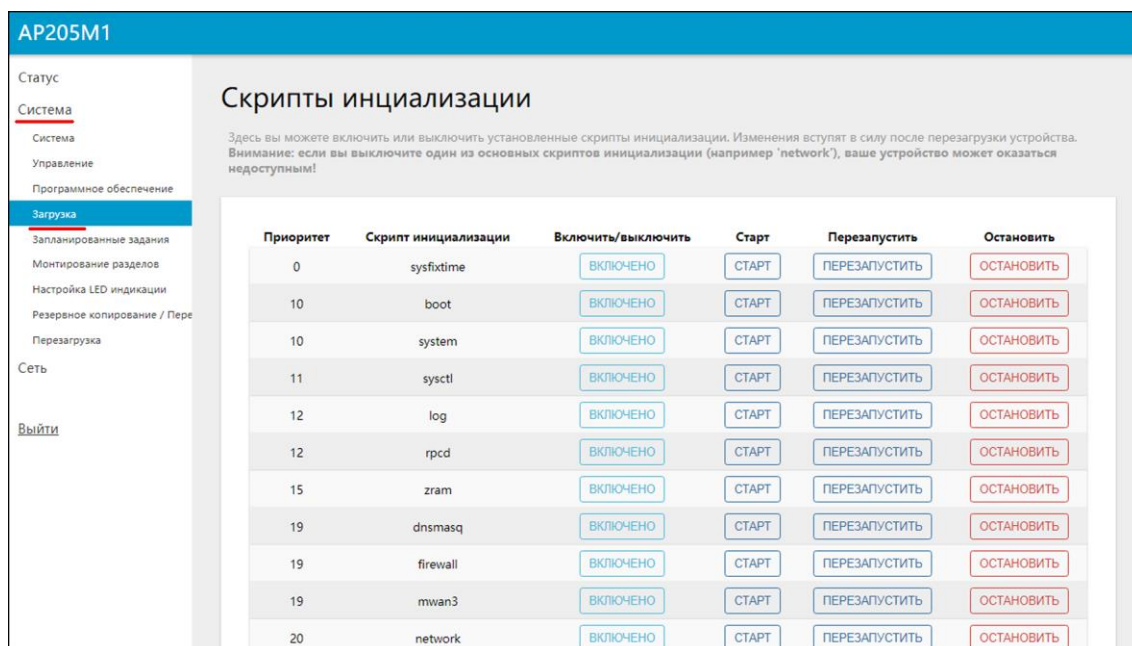 AP205M1
Статус
Система
Система
Управление
Программное обеспечение
Загрузка
Запланированные задания
Монтирование разделов
Настройка LED индикации
Резервное копирование / Пере
Перезагрузка
Сеть
Выйти
Скрипты инциализации
Здесь вы можете включить или выключить установленные скрипты инициализации. Изменения вступят в силу после перезагрузки устройства.
Внимание: если вы выключите один из основных скриптов инициализации (например 'network'), ваше устройство может оказаться
недоступным!
Приоритет Скрипт инициализации Включить/выключить Старт Перезапустить Остановить
0 sysfixtime ВКЛЮЧЕНО СТАРТ ПЕРЕЗАПУСТИТЬ ОСТАНОВИТЬ
10 boot ВКЛЮЧЕНО СТАРТ ПЕРЕЗАПУСТИТЬ ОСТАНОВИТЬ
10 system ВКЛЮЧЕНО СТАРТ ПЕРЕЗАПУСТИТЬ ОСТАНОВИТЬ
11 sysctl ВКЛЮЧЕНО СТАРТ ПЕРЕЗАПУСТИТЬ ОСТАНОВИТЬ
12 log ВКЛЮЧЕНО СТАРТ ПЕРЕЗАПУСТИТЬ ОСТАНОВИТЬ
12 rpcd ВКЛЮЧЕНО СТАРТ ПЕРЕЗАПУСТИТЬ ОСТАНОВИТЬ
15 zram ВКЛЮЧЕНО СТАРТ ПЕРЕЗАПУСТИТЬ ОСТАНОВИТЬ
19 dnsmasq ВКЛЮЧЕНО СТАРТ ПЕРЕЗАПУСТИТЬ ОСТАНОВИТЬ
19 firewall ВКЛЮЧЕНО СТАРТ ПЕРЕЗАПУСТИТЬ ОСТАНОВИТЬ
19 mwan3 ВКЛЮЧЕНО СТАРТ ПЕРЕЗАПУСТИТЬ ОСТАНОВИТЬ
20 network ВКЛЮЧЕНО СТАРТ ПЕРЕЗАПУСТИТЬ ОСТАНОВИТЬ